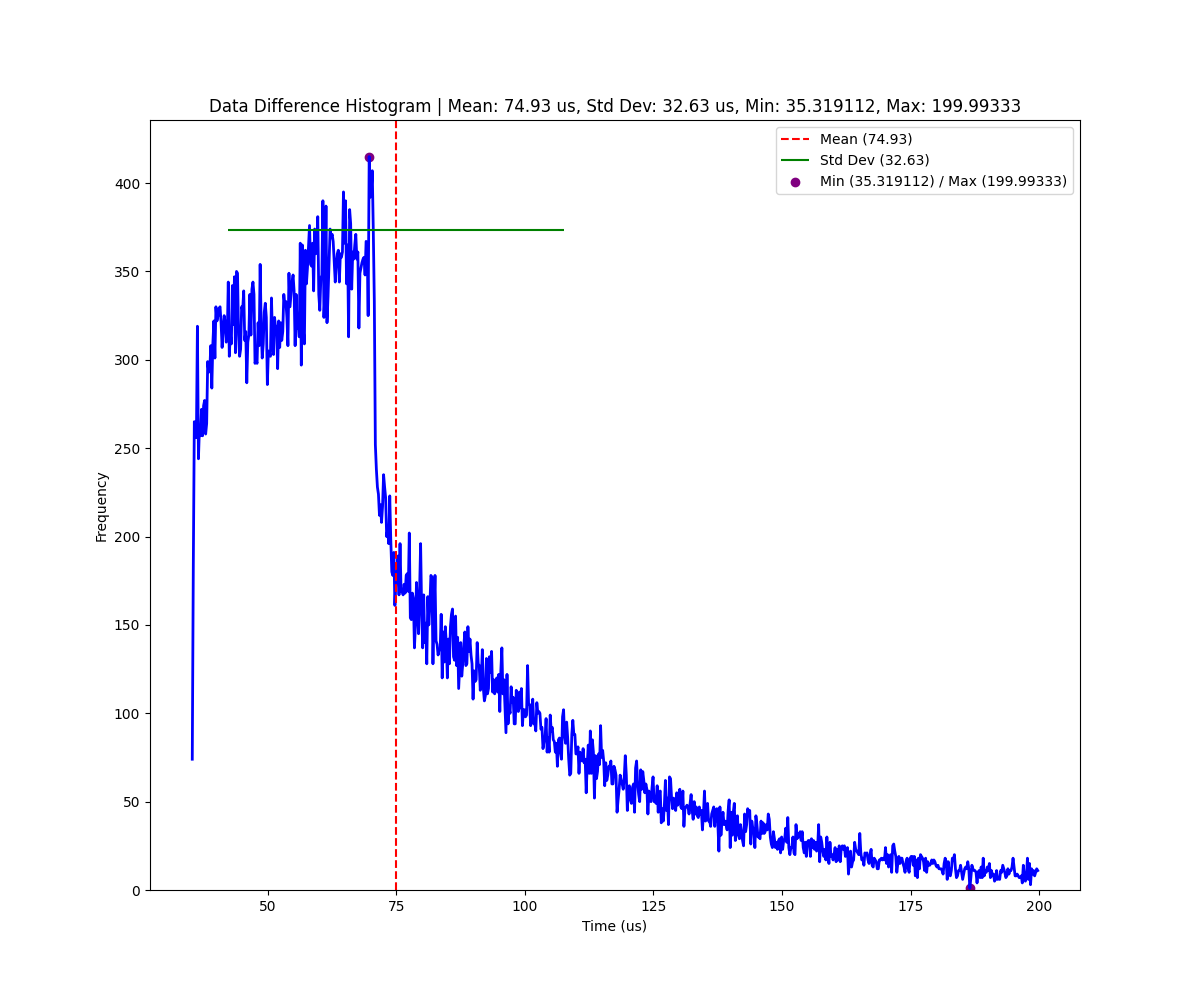 Data Difference Histogram | Mean: 74.93 us, Std Dev: 32.63 us, Min: 35.319112, Max: 199.99333
Mean (74.93)
Std Dev (32.63)
Min (35.319112) / Max (199.99333)
400
350
300
250
200
150
100
50
0
Frequency
50 75 100 125 150 175 200
Time (us)